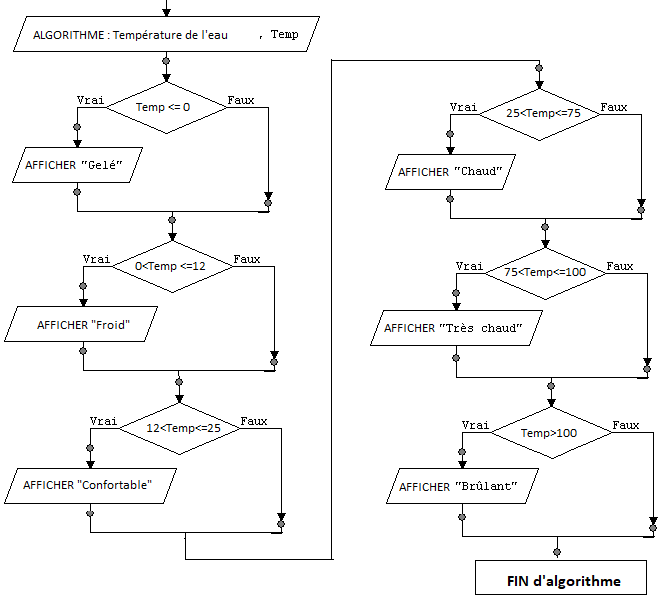 ALGORITHME : Température de l'eau , Temp
Temp <= 0
Vrai
Faux
AFFICHER "Gelé"
0<Temp <=12
Vrai
Faux
AFFICHER "Froid"
12<Temp<=25
Vrai
Faux
AFFICHER "Confortable"
25<Temp<=75
Vrai
Faux
AFFICHER "Chaud"
75<Temp<=100
Vrai
Faux
AFFICHER "Très chaud"
Temp>100
Vrai
Faux
AFFICHER "Brûlant"
FIN d'algorithme